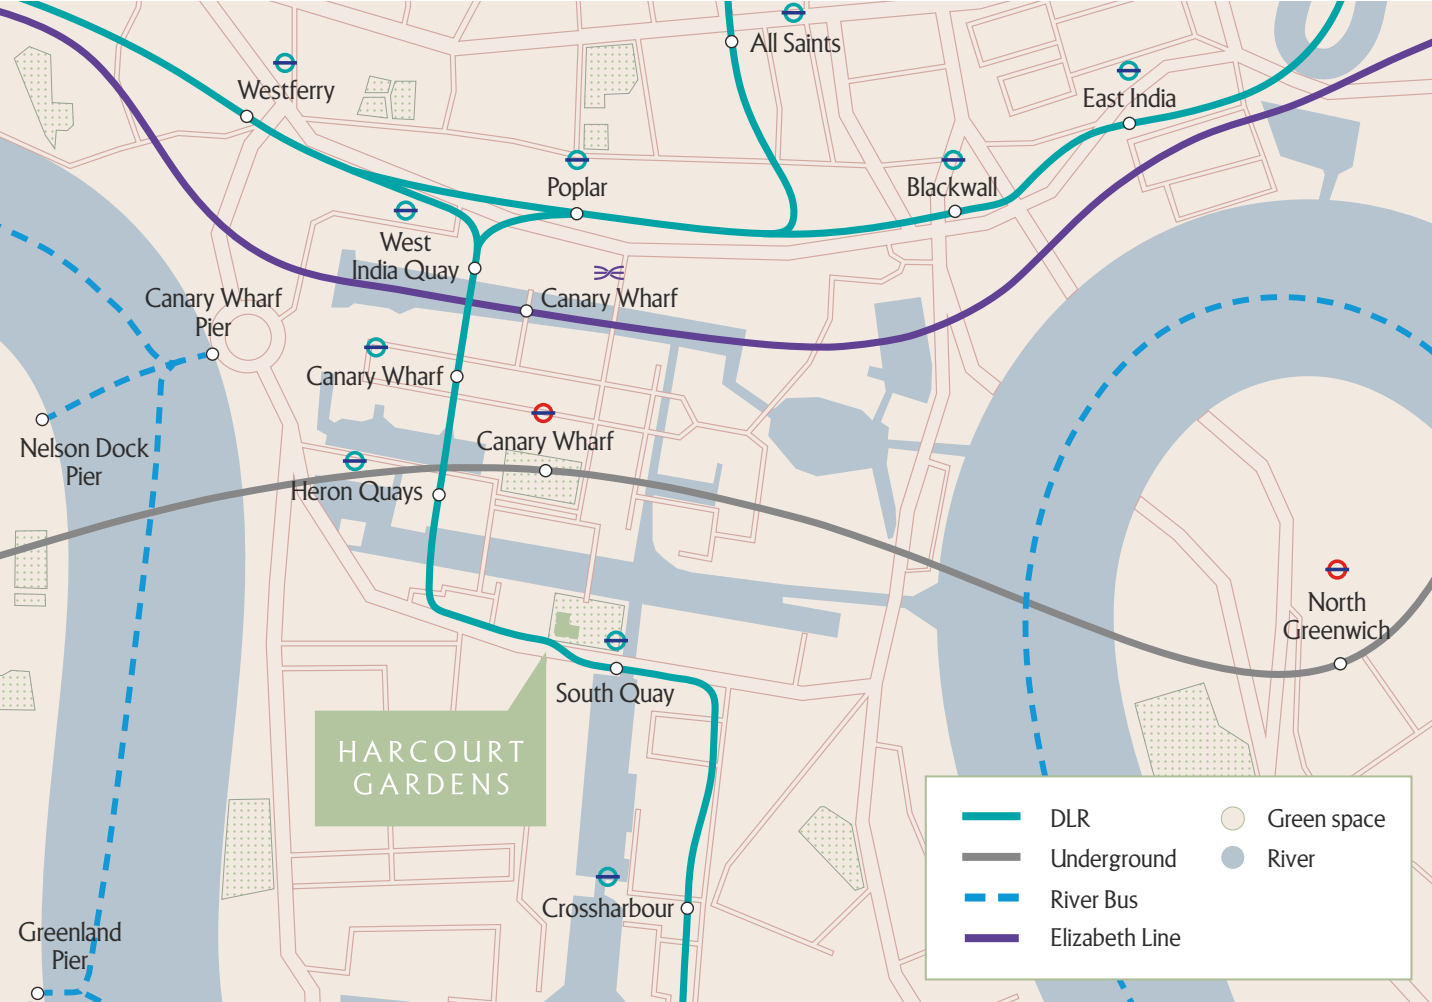 All Saints
Westferry
East India
Poplar
Blackwall
West
India Quay
Canary Wharf
Pier
Canary Wharf
Canary Wharf
Canary Wharf
Nelson Dock
Pier
Heron Quays
North
Greenwich
South Quay
HARCOURT
GARDENS
Crossharbour
Greenland
Pier
DLR
Underground
River Bus
Elizabeth Line
Green space
River